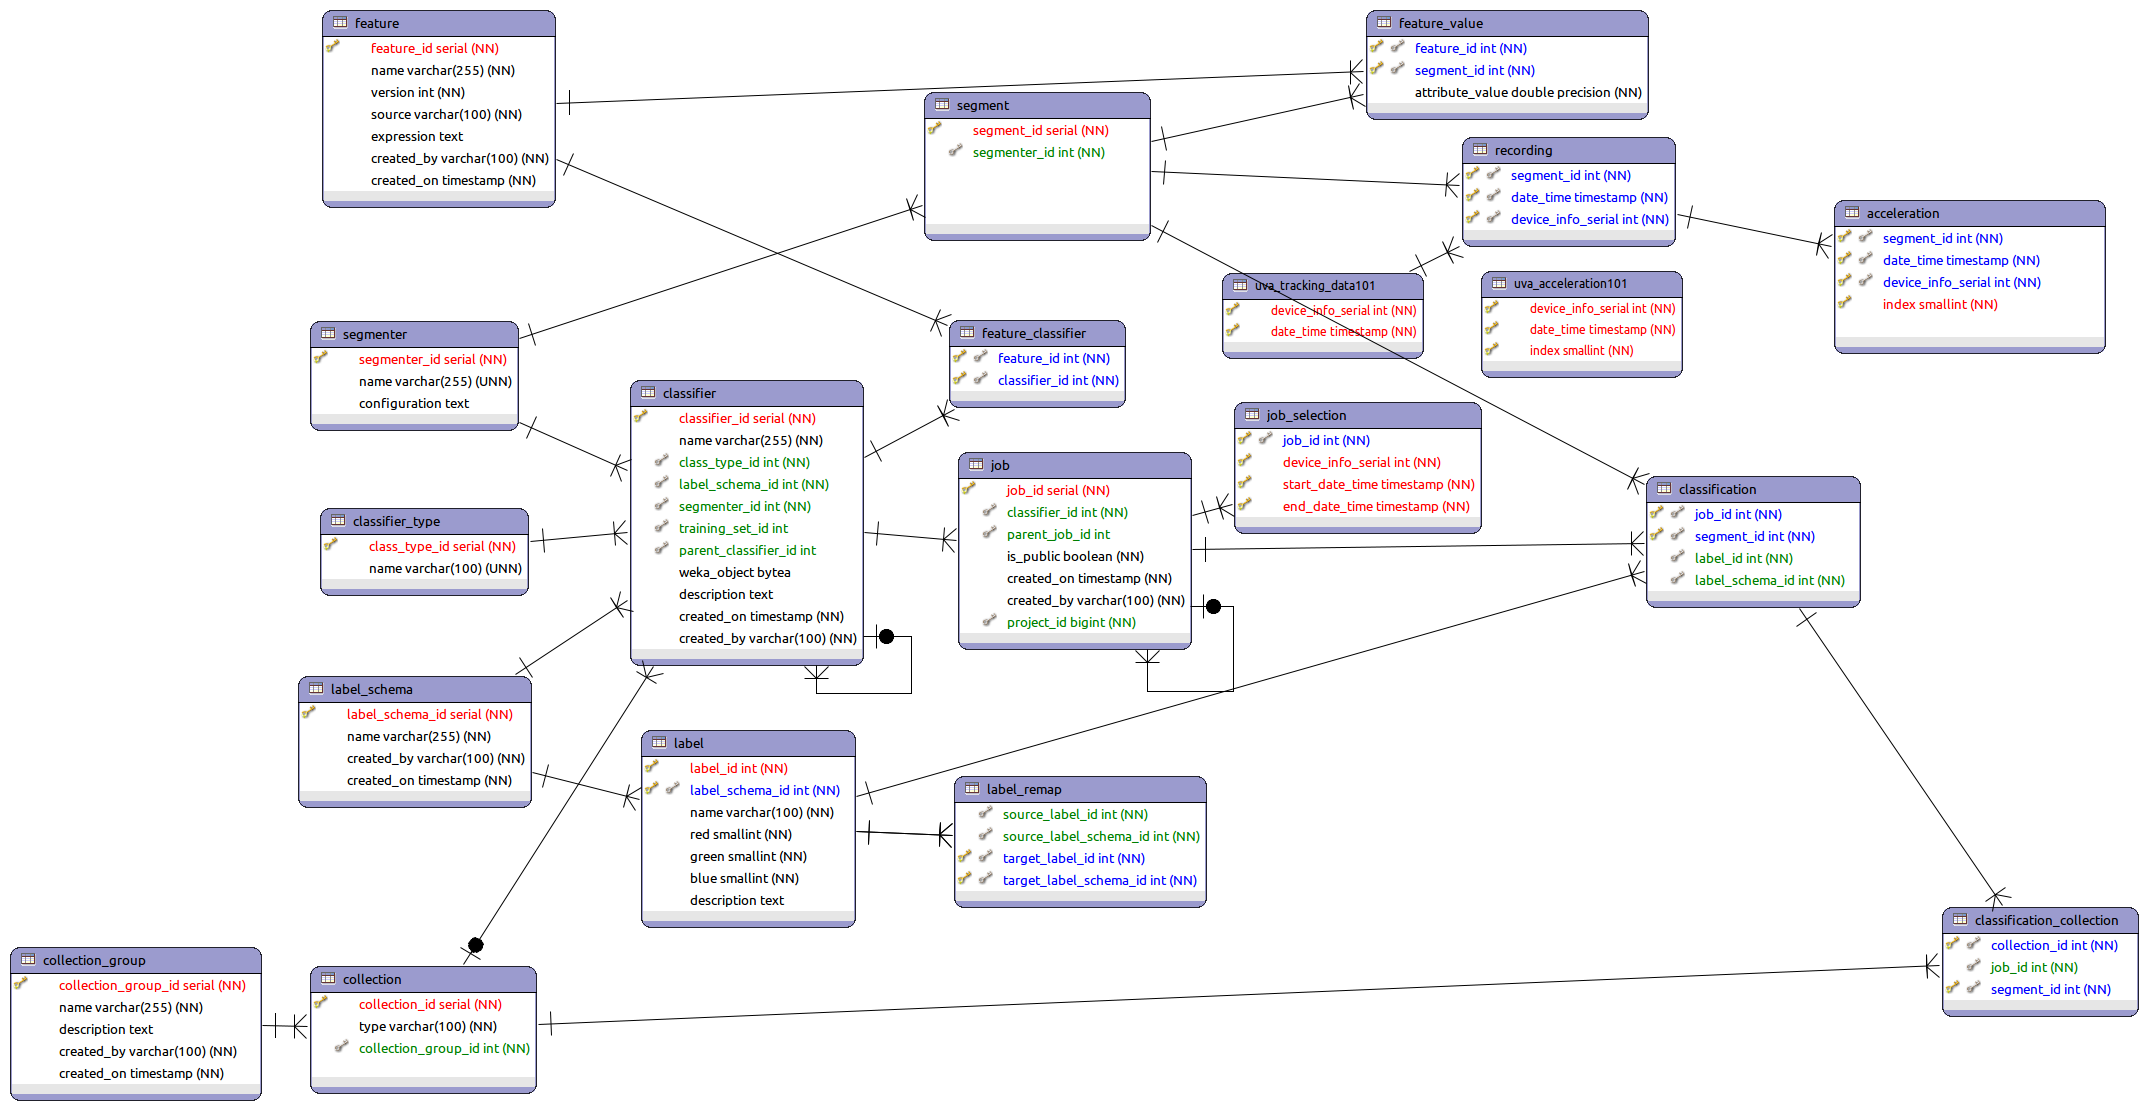 feature
feature_id serial (NN)
name varchar(255) (NN)
version int (NN)
source varchar(100) (NN)
expression text
created_by varchar(100) (NN)
created_on timestamp (NN)
feature_value
feature_id int (NN)
segment_id int (NN)
attribute_value double precision (NN)
segment
segment_id serial (NN)
segmenter_id int (NN)
recording
segment_id int (NN)
date_time timestamp (NN)
device_info_serial int (NN)
acceleration
segment_id int (NN)
date_time timestamp (NN)
device_info_serial int (NN)
index smallint (NN)
uva_tracking_data101
device_info_serial int (NN)
date_time timestamp (NN)
uva_acceleration101
device_info_serial int (NN)
date_time timestamp (NN)
index smallint (NN)
segmenter
segmenter_id serial (NN)
name varchar(255) (UNN)
configuration text
feature_classifier
feature_id int (NN)
classifier_id int (NN)
classifier
classifier_id serial (NN)
name varchar(255) (NN)
class_type_id int (NN)
label_schema_id int (NN)
segmenter_id int (NN)
training_set_id int
parent_classifier_id int
weka_object bytea
description text
created_on timestamp (NN)
created_by varchar(100) (NN)
job_selection
job_id int (NN)
device_info_serial int (NN)
start_date_time timestamp (NN)
end_date_time timestamp (NN)
job
job_id serial (NN)
classifier_id int (NN)
parent_job_id int
is_public boolean (NN)
created_on timestamp (NN)
created_by varchar(100) (NN)
project_id bigint (NN)
classification
job_id int (NN)
segment_id int (NN)
label_id int (NN)
label_schema_id int (NN)
classifier_type
class_type_id serial (NN)
name varchar(100) (UNN)
label_schema
label_schema_id serial (NN)
name varchar(255) (NN)
created_by varchar(100) (NN)
created_on timestamp (NN)
label
label_id int (NN)
label_schema_id int (NN)
name varchar(100) (NN)
red smallint (NN)
green smallint (NN)
blue smallint (NN)
description text
label_remap
source_label_id int (NN)
source_label_schema_id int (NN)
target_label_id int (NN)
target_label_schema_id int (NN)
classification_collection
collection_id int (NN)
job_id int (NN)
segment_id int (NN)
collection_group
collection_group_id serial (NN)
name varchar(255) (NN)
description text
created_by varchar(100) (NN)
created_on timestamp (NN)
collection
collection_id serial (NN)
type varchar(100) (NN)
collection_group_id int (NN)